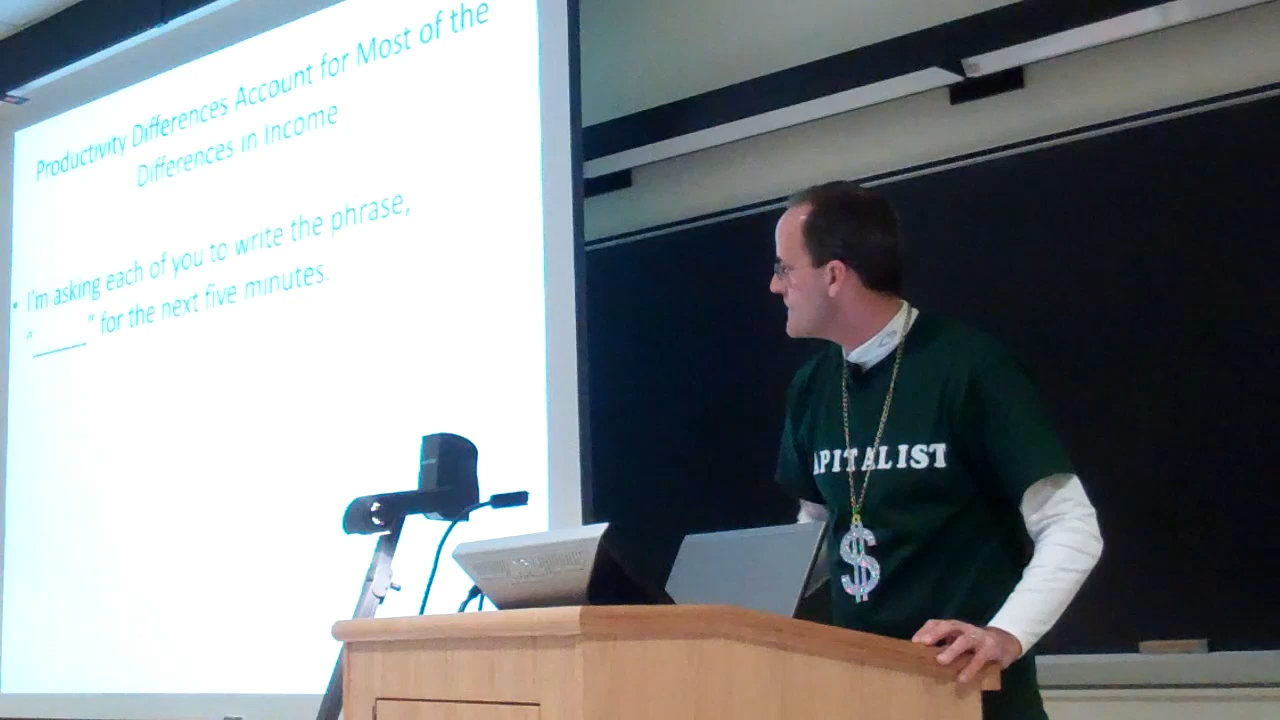 Productivity Differences Account for Most of the
Differences in Income
• I'm asking each of you to write the phrase,
"______" for the next five minutes.
APITALIST
$